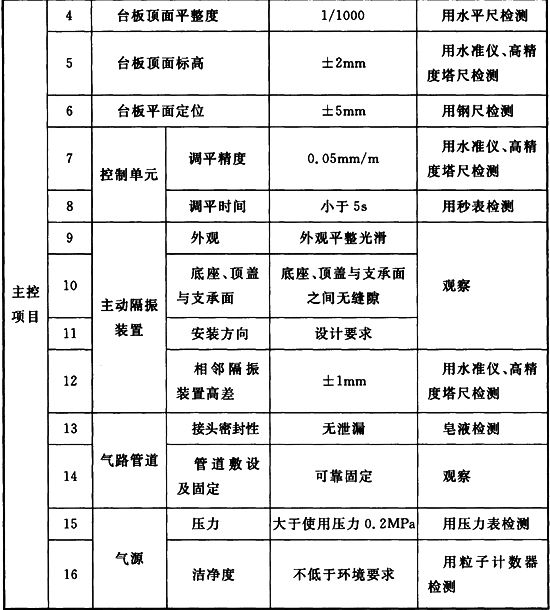 4 台板顶面平整度 1/1000 用水平尺检测
5 台板顶面标高 ±2mm 用水准仪、高精
度塔尺检测
6 台板平面定位 ±5mm 用钢尺检测
7 控制单元 调平精度 0.05mm/m 用水准仪、高精
度塔尺检测
8 调平时间 小于5s 用秒表检测
9 外观 外观平整光滑
主控
项目
主动隔振
装置
10 底座、顶盖
与支承面
底座、顶盖与支承面
之间无缝隙
观察
11 安装方向 设计要求
12 相邻隔振
装置高差
±1mm 用水准仪、高精
度塔尺检测
13 气路管道 接头密封性 无泄漏 皂液检测
14 管道敷设
及固定
可靠固定 观察
15 气源 压力 大于使用压力0.2MPa 用压力表检测
16 洁净度 不低于环境要求 用粒子计数器
检测